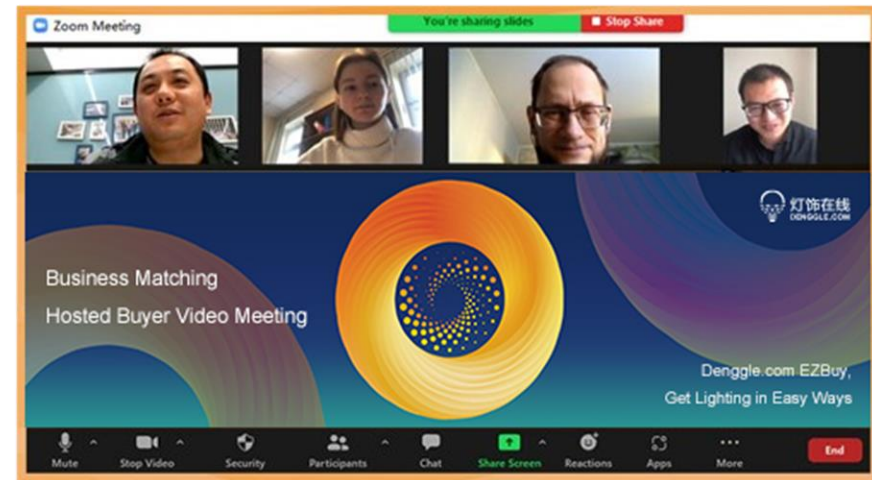 Zoom Meeting
You're sharing slides
Stop Share
灯饰在线
DENGGLE.COM
Business Matching
Hosted Buyer Video Meeting
Denggle.com EZBuy,
Get Lighting in Easy Ways
Mute
Stop Video
Security
Participants
Chat
Share Screen
Reactions
Apps
More
End